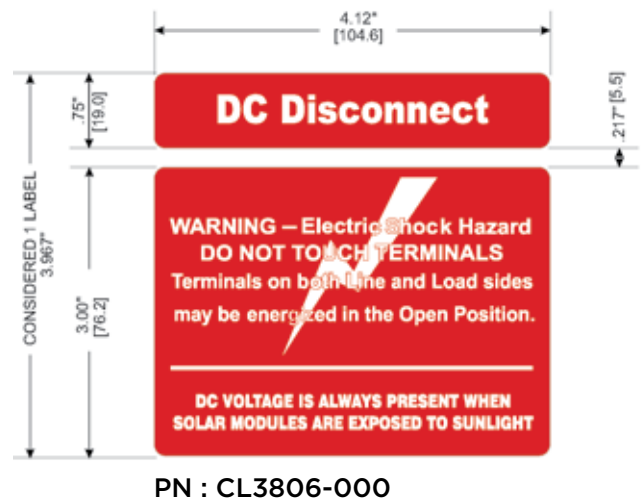 4.12"
[104.6]
.75"
[19.0]
DC Disconnect
.217" [5.5]
CONSIDERED 1 LABEL
3.967"
3.00"
[76.2]
WARNING – Electric Shock Hazard
DO NOT TOUCH TERMINALS
Terminals on both Line and Load sides
may be energized in the Open Position.
DC VOLTAGE IS ALWAYS PRESENT WHEN
SOLAR MODULES ARE EXPOSED TO SUNLIGHT
PN : CL3806-000